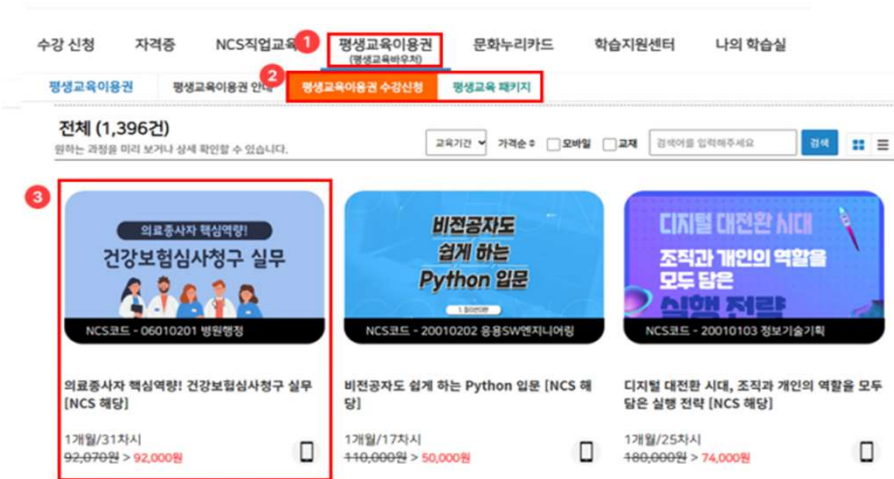 수강 신청 자격증 NCS직업교육 1 평생교육이용권 문화누리카드 학습지원센터 나의 학습실
(평생교육바우처)
2
평생교육이용권 평생교육이용권 안내 평생교육이용권 수강신청 평생교육 패키지
전체 (1,396건)
원하는 과정을 미리 보거나 상세 확인할 수 있습니다.
교육기간 가격순 모바일 교재 검색어를 입력해주세요 검색
3
의료종사자 핵심역량!
건강보험심사청구 실무
NCS코드 - 06010201 병원행정
비전공자도
쉽게 하는
Python 입문
NCS코드 - 20010202 응용SW엔지니어링
디지털 대전환 시대
조직과 개인의 역할을
모두 담은
실행 전략
NCS코드 - 20010103 정보기술기획
의료종사자 핵심역량! 건강보험심사청구 실무
[NCS 해당]
1개월/31차시
92,070원 > 92,000원
비전공자도 쉽게 하는 Python 입문 [NCS 해
당]
1개월/17차시
110,000원 > 50,000원
디지털 대전환 시대, 조직과 개인의 역할을 모두
담은 실행 전략 [NCS 해당]
1개월/25차시
180,000원 > 74,000원